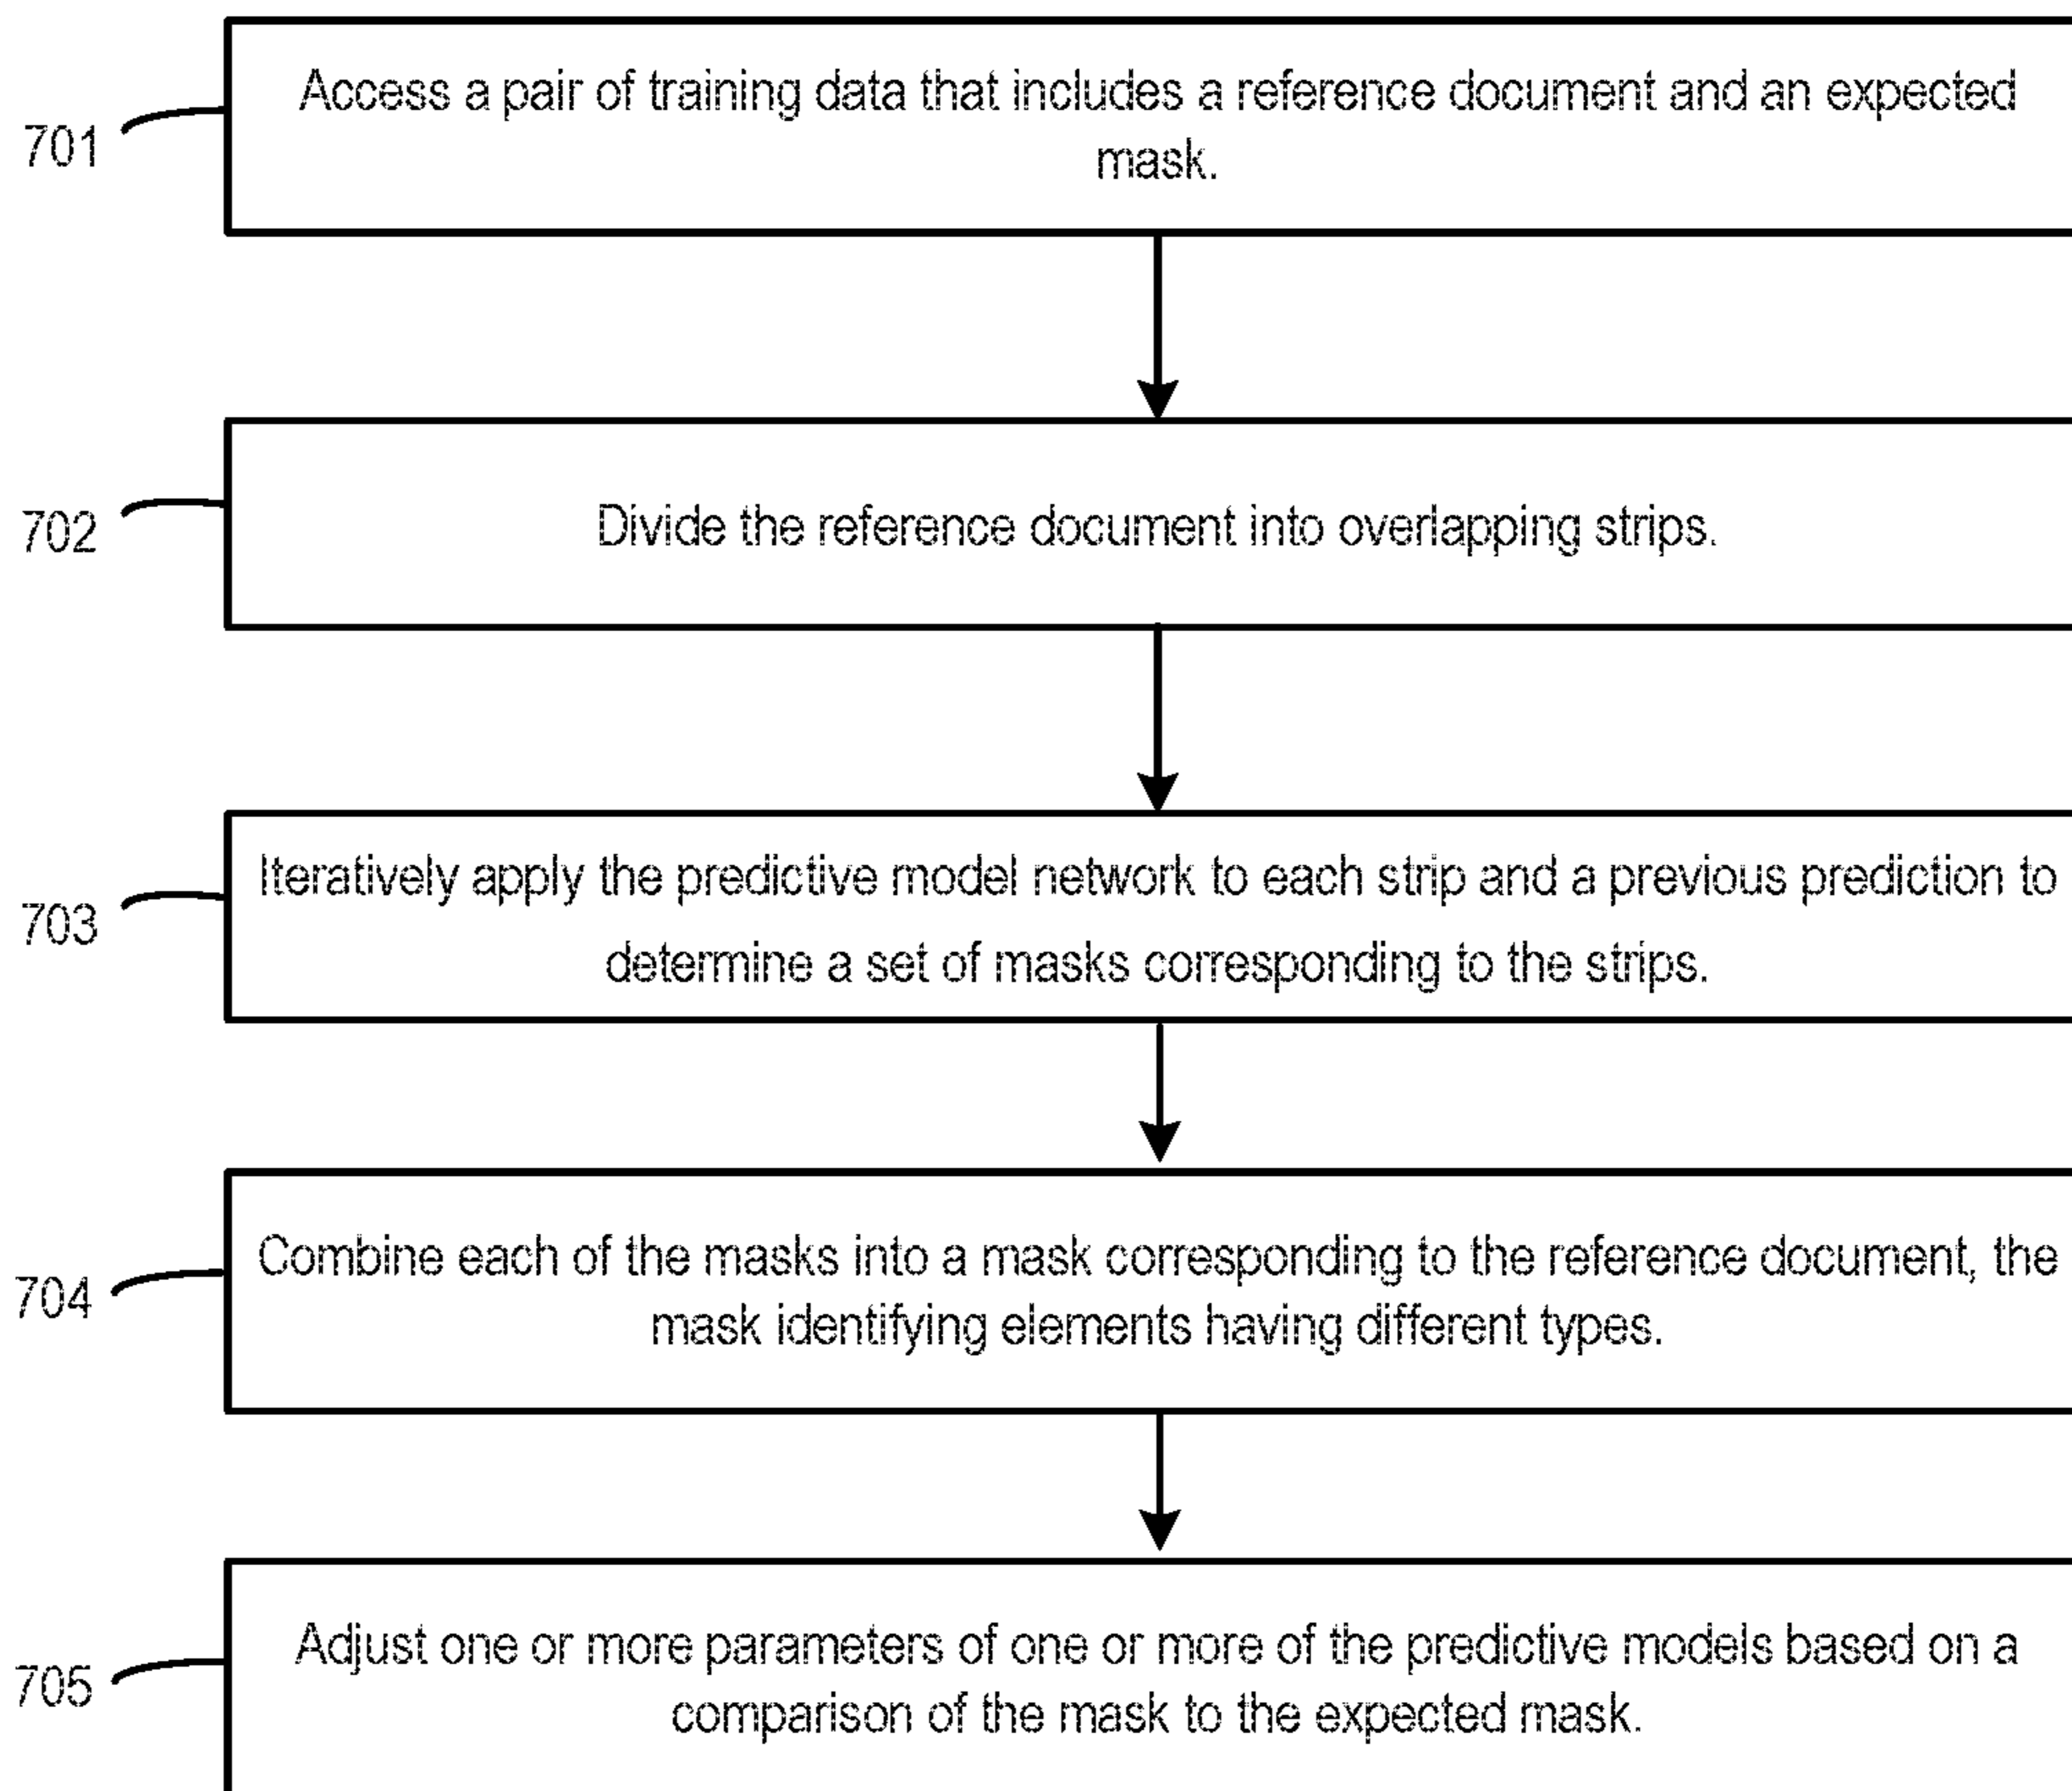 Access a pair of training data that includes a reference document and an expected
mask.
701
Divide the reference document into overlapping strips.
702
Iteratively apply the predictive model network to each strip and a previous prediction to
703
determine a set of masks corresponding to the strips.
Combine each of the masks into a mask corresponding to the reference document, the
704
mask identifying elements having different types.
Adjust one or more parameters of one or more of the predictive models based on a
705
comparison of the mask to the expected mask.